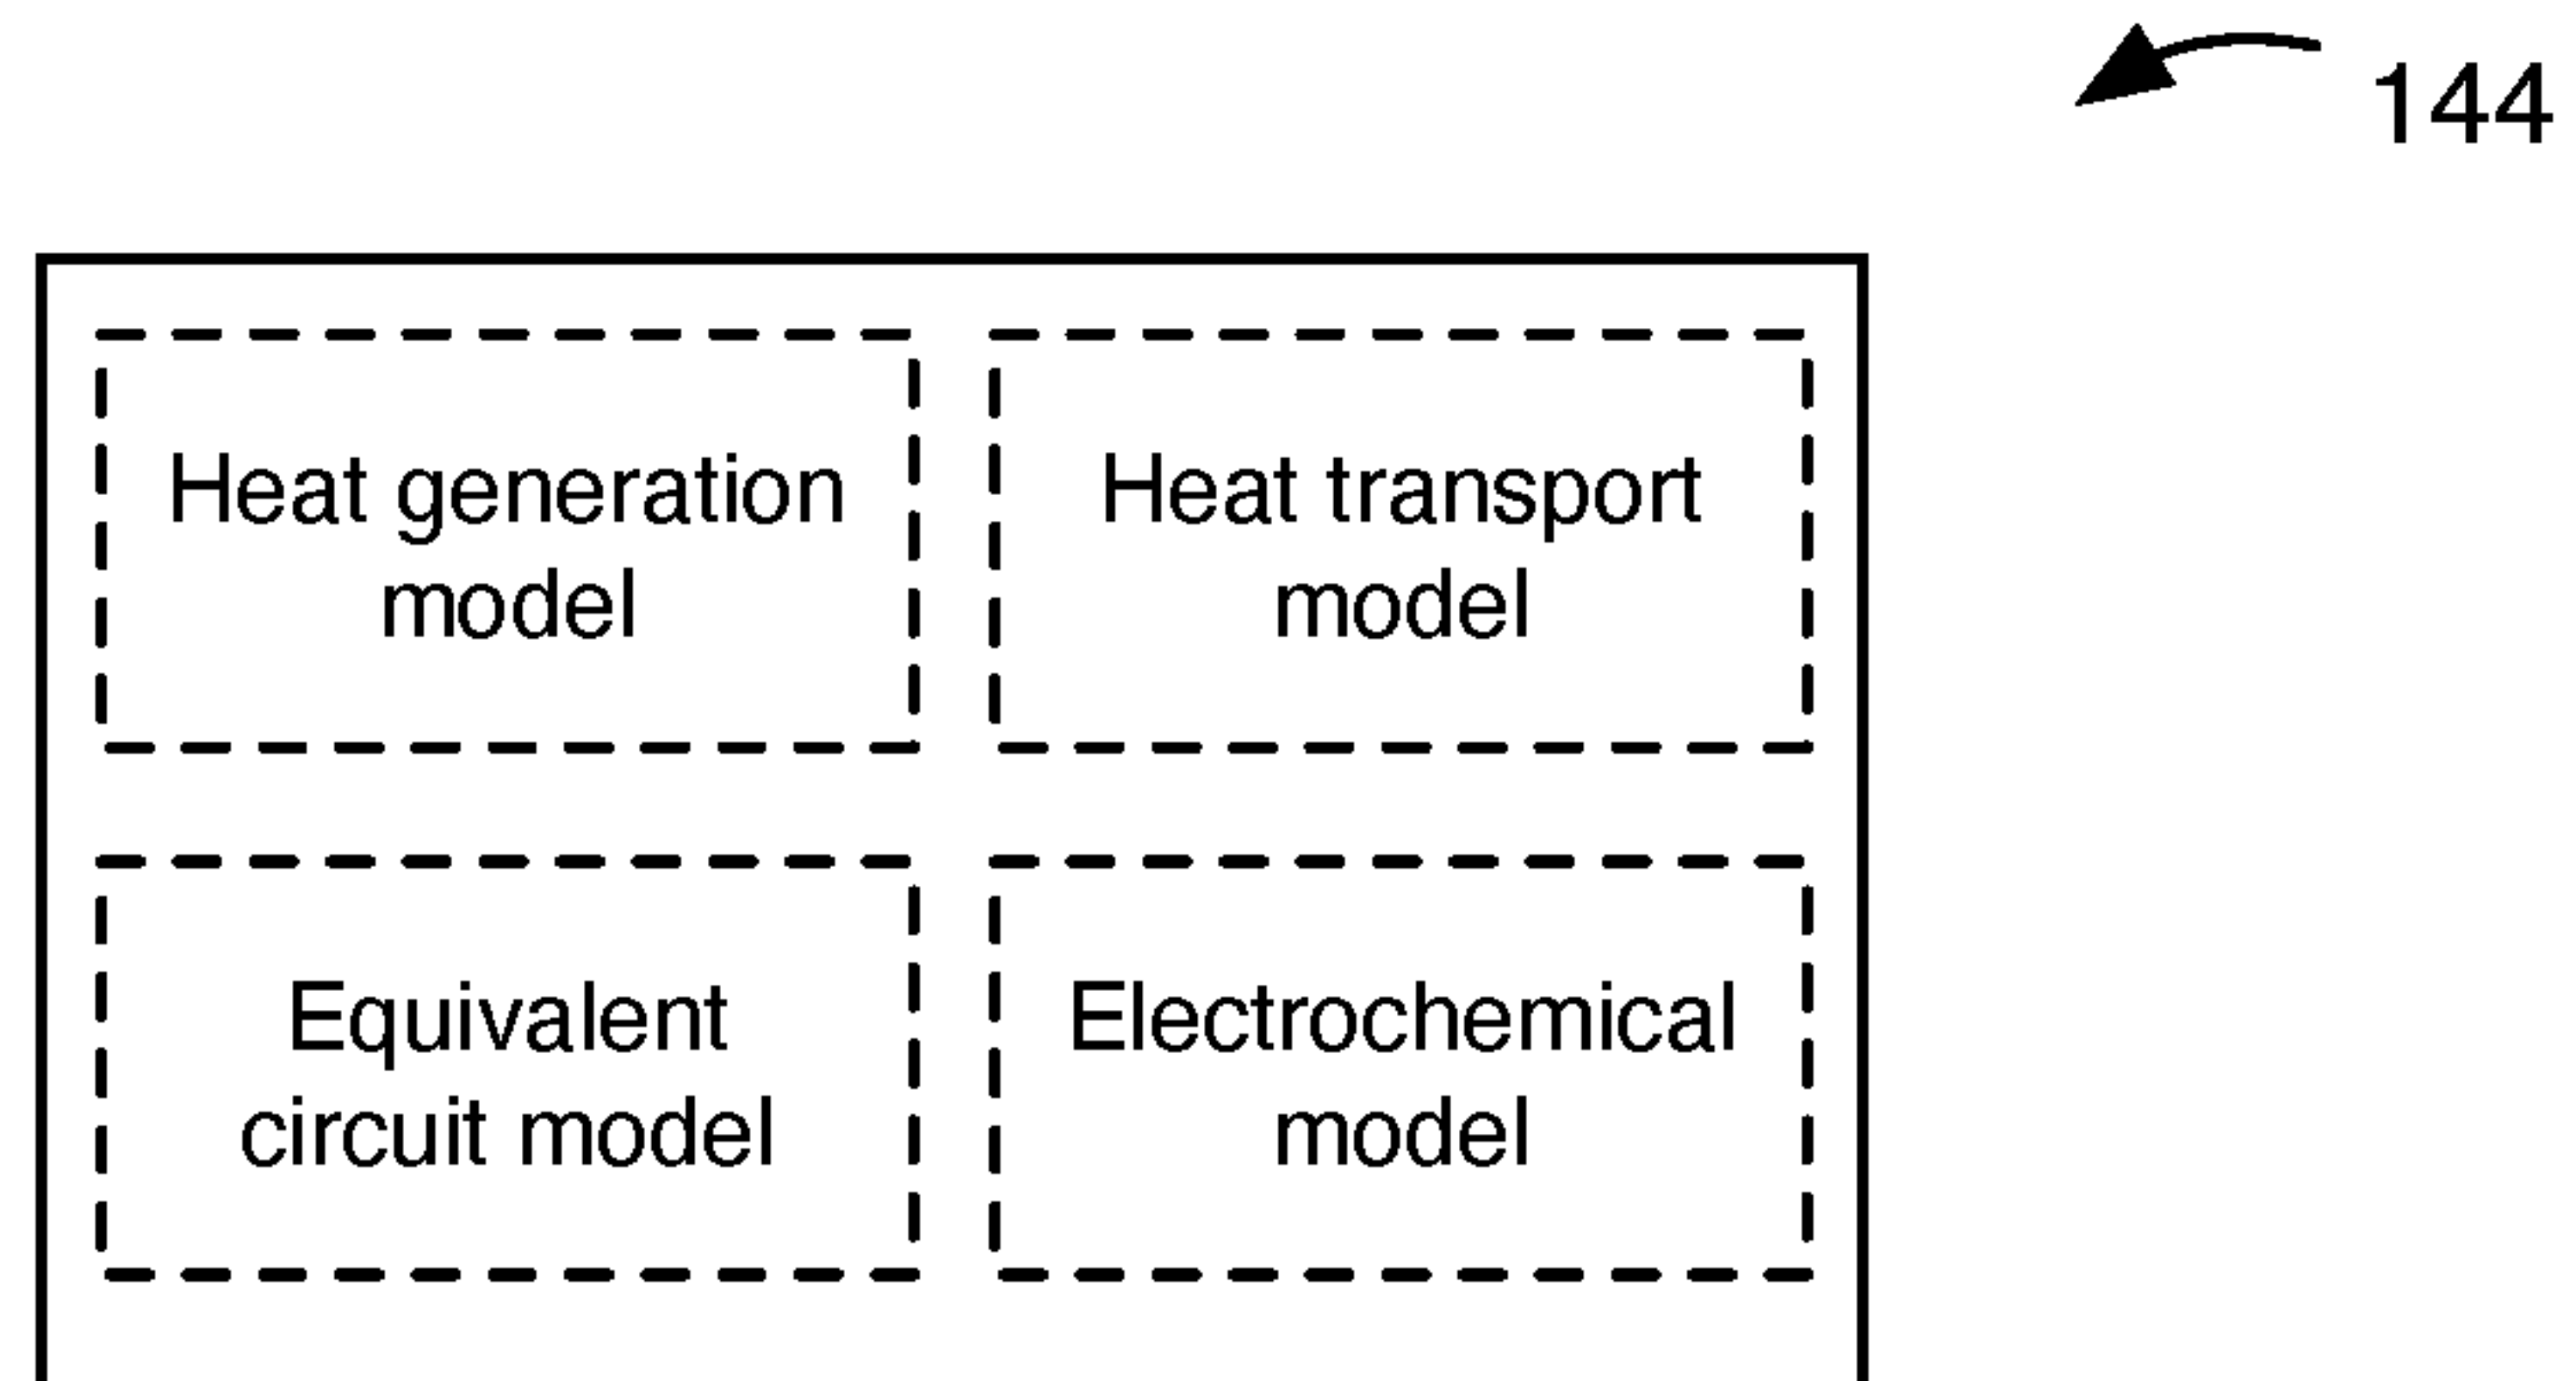 144
Heat generation
model
Heat transport
model
Equivalent
circuit model
Electrochemical
model